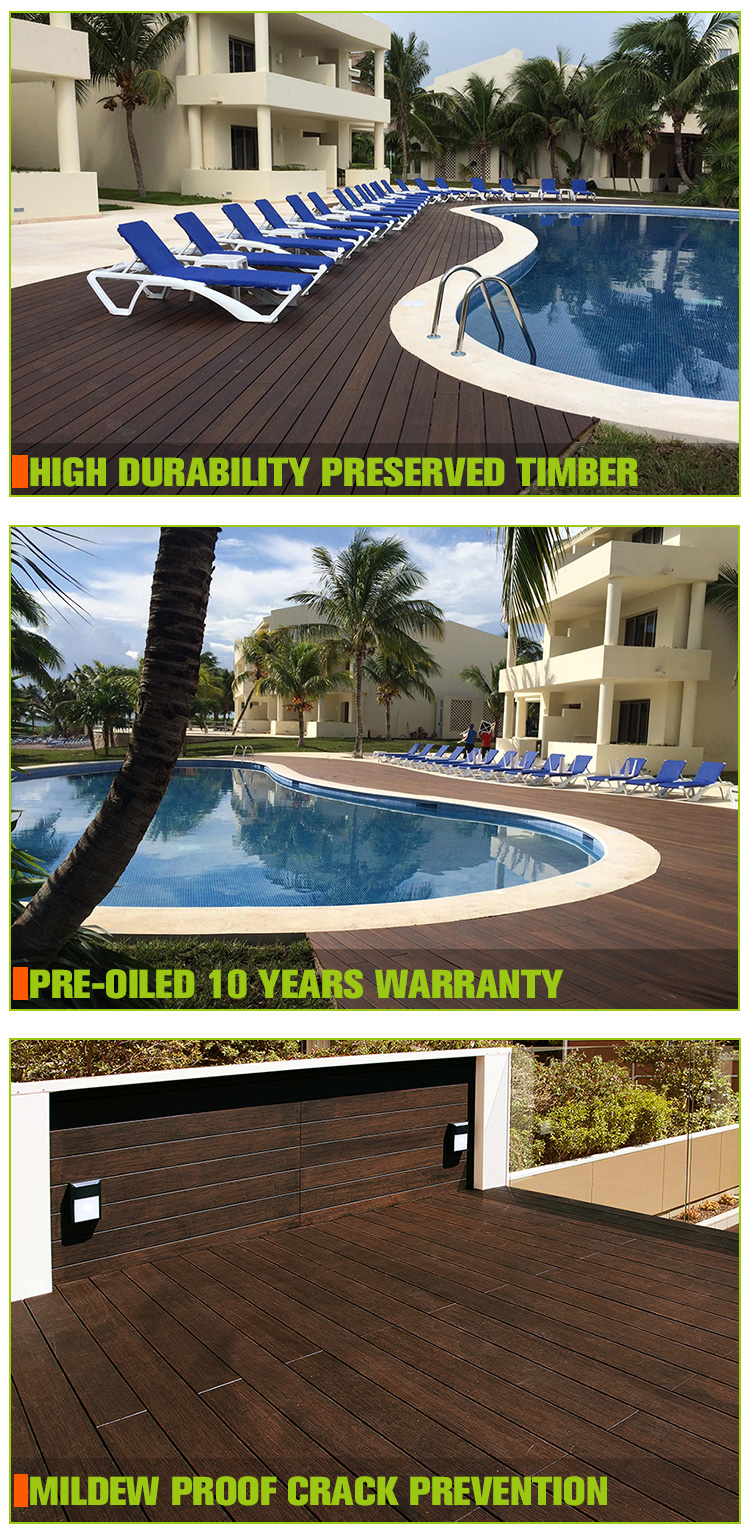 HIGH DURABILITY PRESERVED TIMBER
PRE-OILED 10 YEARS WARRANTY
MILDEW PROOF CRACK PREVENTION